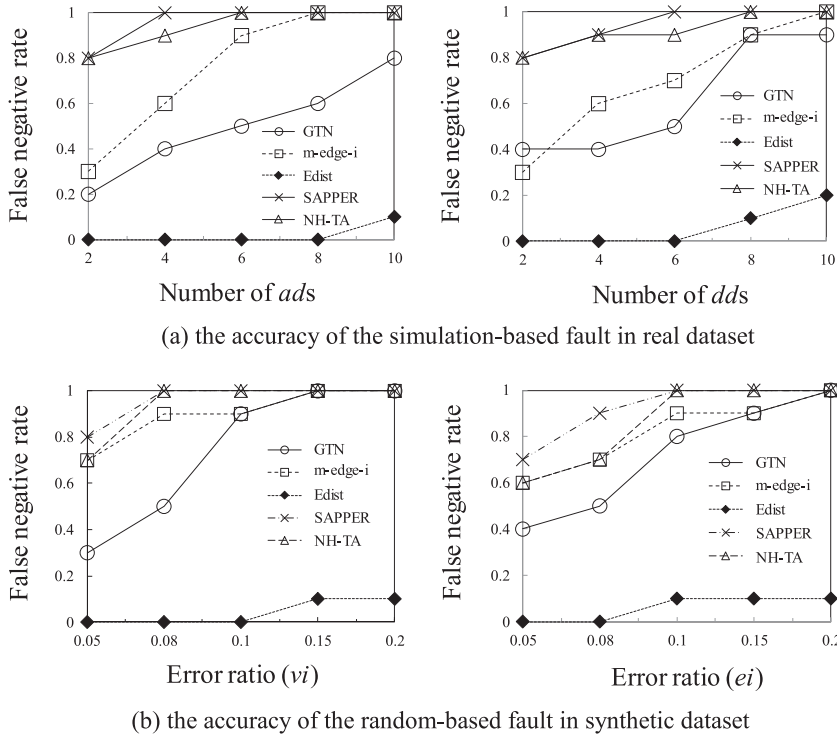 False negative rate
1
0.8
0.6
0.4
0.2
0
2 4 6 8 10
Number of ads
GTN
m-edge-i
Edist
SAPPER
NH-TA
False negative rate
1
0.8
0.6
0.4
0.2
0
2 4 6 8 10
Number of dds
GTN
m-edge-i
Edist
SAPPER
NH-TA
(a) the accuracy of the simulation-based fault in real dataset
False negative rate
1
0.8
0.6
0.4
0.2
0
0.05 0.08 0.1 0.15 0.2
Error ratio (vi)
GTN
m-edge-i
Edist
SAPPER
NH-TA
False negative rate
1
0.8
0.6
0.4
0.2
0
0.05 0.08 0.1 0.15 0.2
Error ratio (ei)
GTN
m-edge-i
Edist
SAPPER
NH-TA
(b) the accuracy of the random-based fault in synthetic dataset